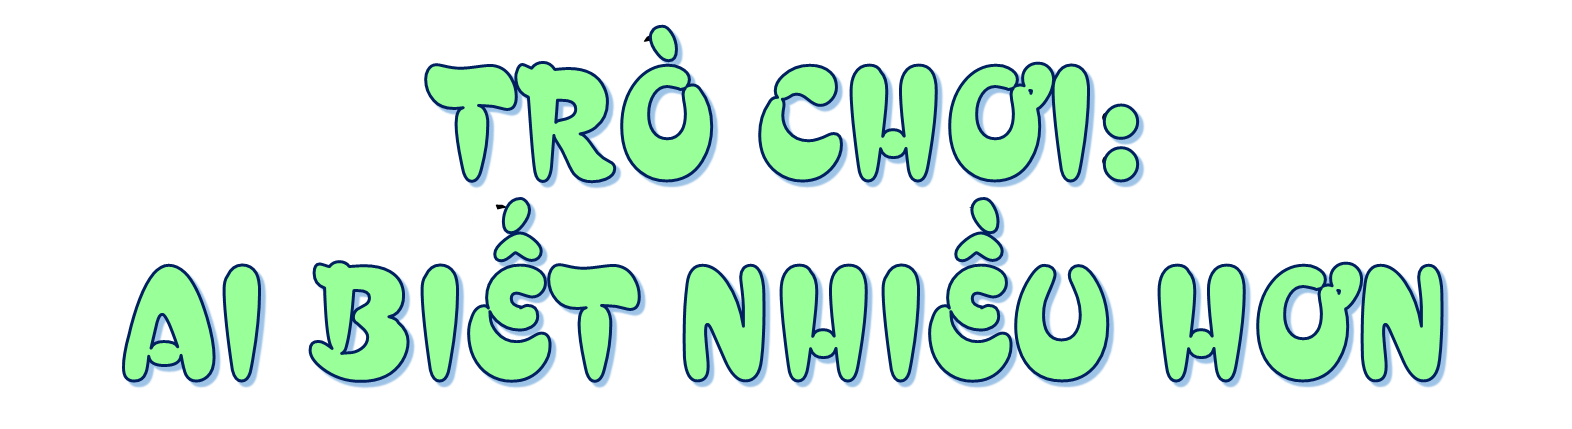 TRÒ CHƠI:
AI BIẾT NHIỀU HƠN